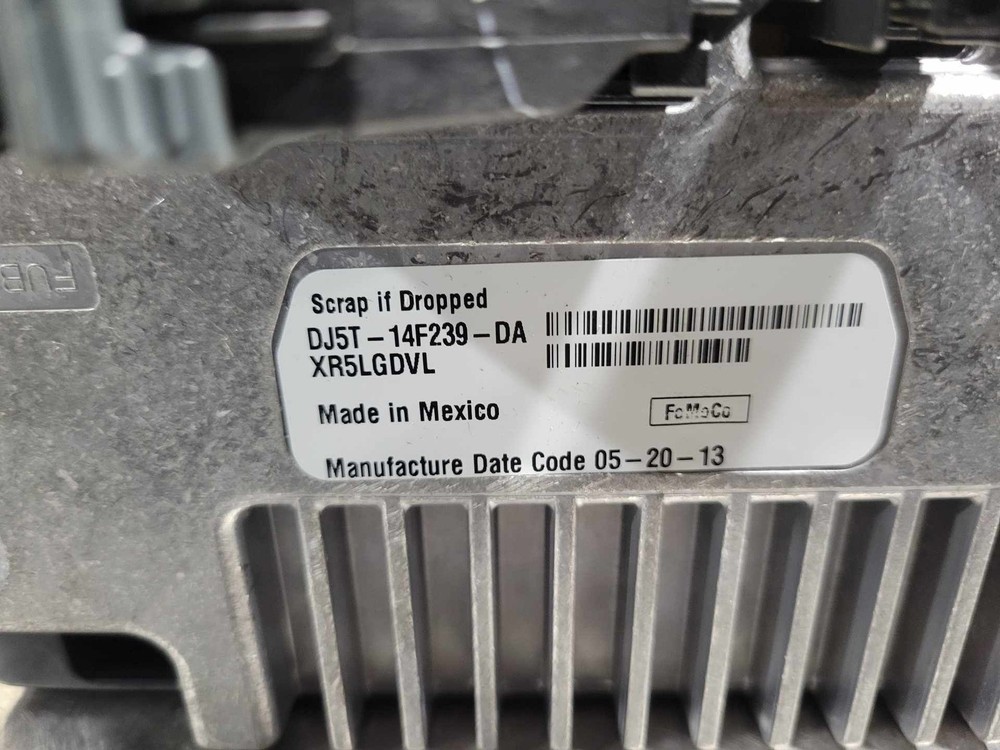 Scrap if Dropped
DJ5T-14F239-DA
XR5LGDVL
Made in Mexico
FoMoCo
Manufacture Date Code 05-20-13